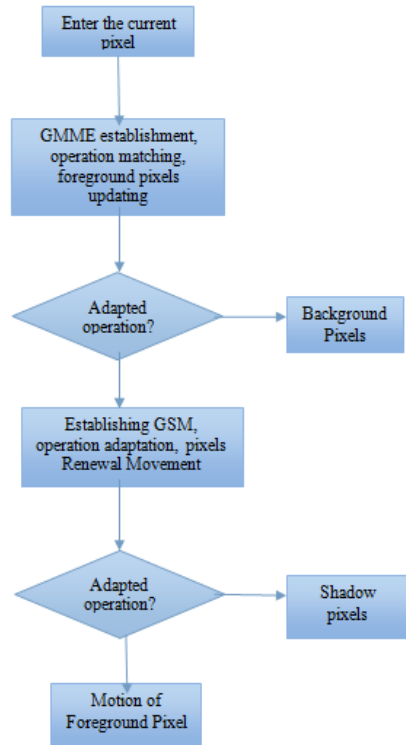 Enter the current
pixel
GMME establishment,
operation matching,
foreground pixels
updating
Adapted
operation?
Background
Pixels
Establishing GSM,
operation adaptation, pixels
Renewal Movement
Adapted
operation?
Shadow
pixels
Motion of
Foreground Pixel